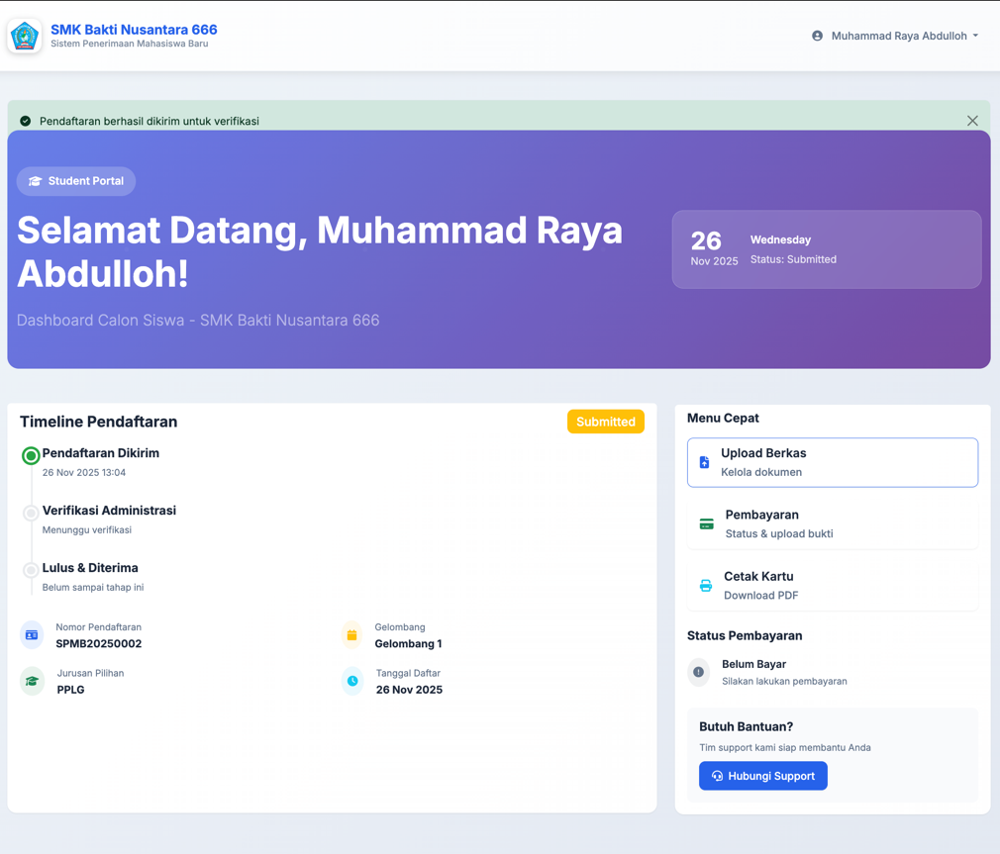 SMK Bakti Nusantara 666
Sistem Penerimaan Mahasiswa Baru
Muhammad Raya Abdulloh
Pendaftaran berhasil dikirim untuk verifikasi
Student Portal
Selamat Datang, Muhammad Raya
Abdulloh!
Dashboard Calon Siswa - SMK Bakti Nusantara 666
26
Nov 2025
Wednesday
Status: Submitted
Timeline Pendaftaran
Submitted
Pendaftaran Dikirim
26 Nov 2025 13:04
Verifikasi Administrasi
Menunggu verifikasi
Lulus & Diterima
Belum sampai tahap ini
Nomor Pendaftaran
SPMB20250002
Gelombang
Gelombang 1
Jurusan Pilihan
PPLG
Tanggal Daftar
26 Nov 2025
Menu Cepat
Upload Berkas
Kelola dokumen
Pembayaran
Status & upload bukti
Cetak Kartu
Download PDF
Status Pembayaran
Belum Bayar
Silakan lakukan pembayaran
Butuh Bantuan?
Tim support kami siap membantu Anda
Hubungi Support